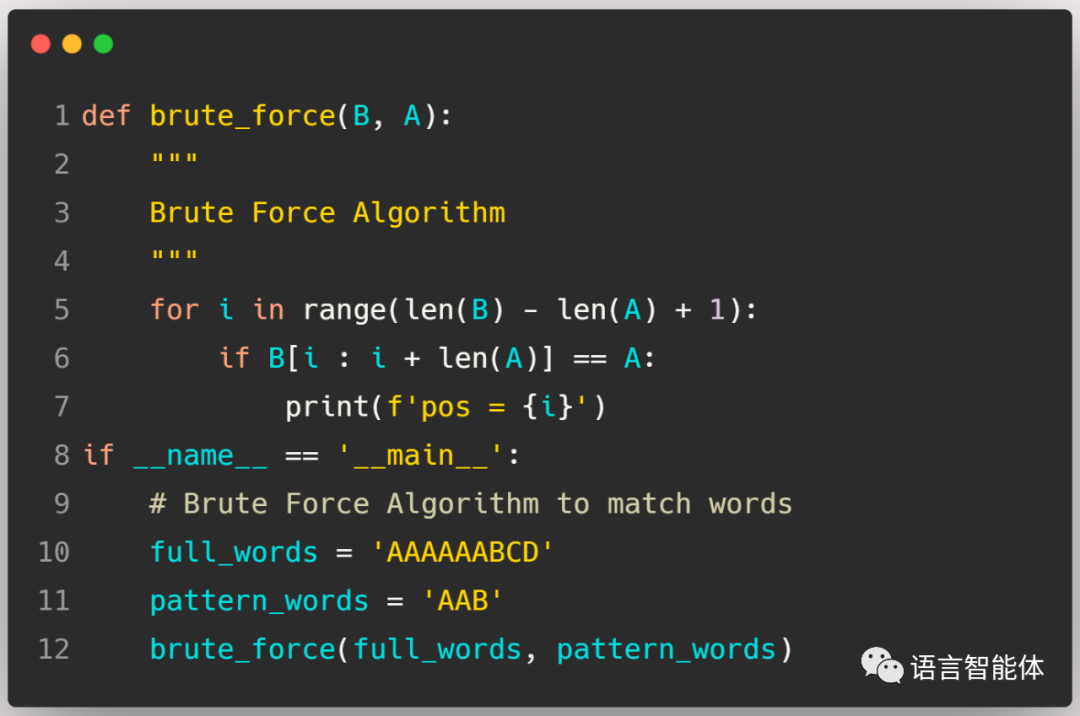 1 def brute_force(B, A):
2     """
3     Brute Force Algorithm
4     """
5     for i in range(len(B) - len(A) + 1):
6         if B[i : i + len(A)] == A:
7             print(f'pos = {i}')
8 if __name__ == '__main__':
9     # Brute Force Algorithm to match words
10     full_words = 'AAAAAABCD'
11     pattern_words = 'AAB'
12     brute_force(full_words, pattern_words)
语言智能体